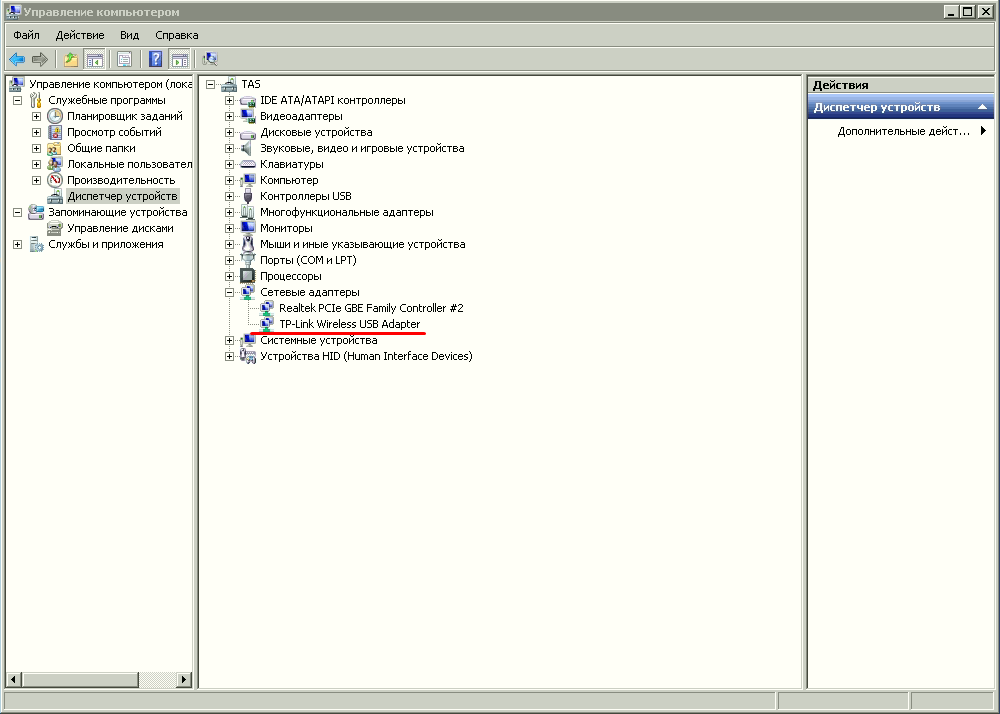 Управление компьютером
Файл Действие Вид Справка
Управление компьютером (лока
Служебные программы
Планировщик заданий
Просмотр событий
Общие папки
Локальные пользовател
Производительность
Диспетчер устройств
Запоминающие устройства
Управление дисками
Службы и приложения
TAS
IDE ATA/ATAPI контроллеры
Видеоадаптеры
Дисковые устройства
Звуковые, видео и игровые устройства
Клавиатуры
Компьютер
Контроллеры USB
Многофункциональные адаптеры
Мониторы
Мыши и иные указывающие устройства
Порты (COM и LPT)
Процессоры
Сетевые адаптеры
Realtek PCIe GBE Family Controller #2
TP-Link Wireless USB Adapter
Системные устройства
Устройства HID (Human Interface Devices)
Действия
Диспетчер устройств
Дополнительные дейст...